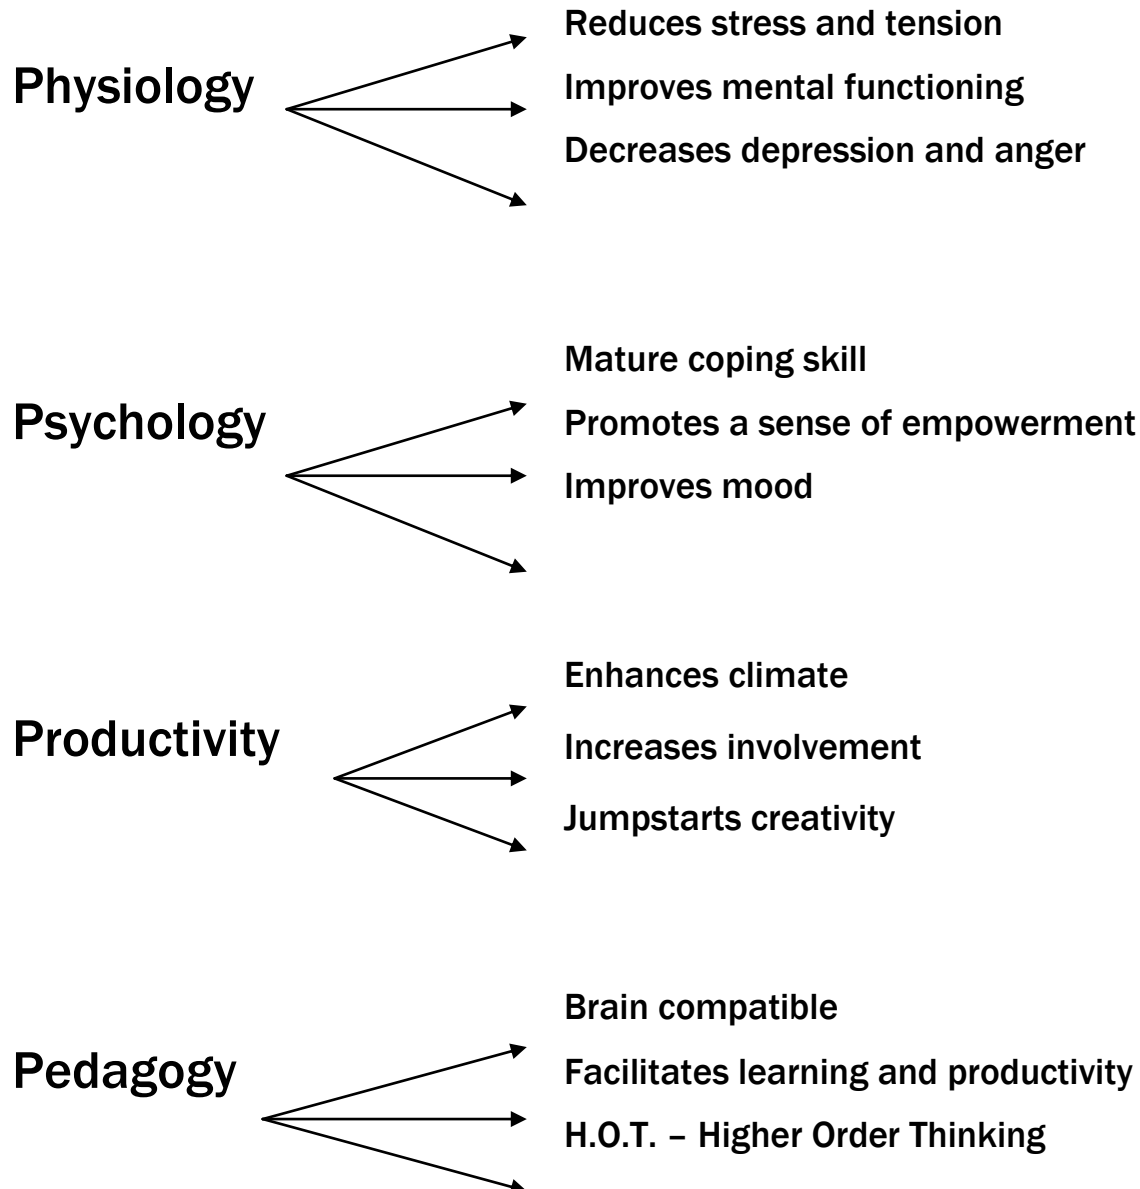 Physiology
Reduces stress and tension
Improves mental functioning
Decreases depression and anger
Psychology
Mature coping skill
Promotes a sense of empowerment
Improves mood
Productivity
Enhances climate
Increases involvement
Jumpstarts creativity
Pedagogy
Brain compatible
Facilitates learning and productivity
H.O.T. – Higher Order Thinking